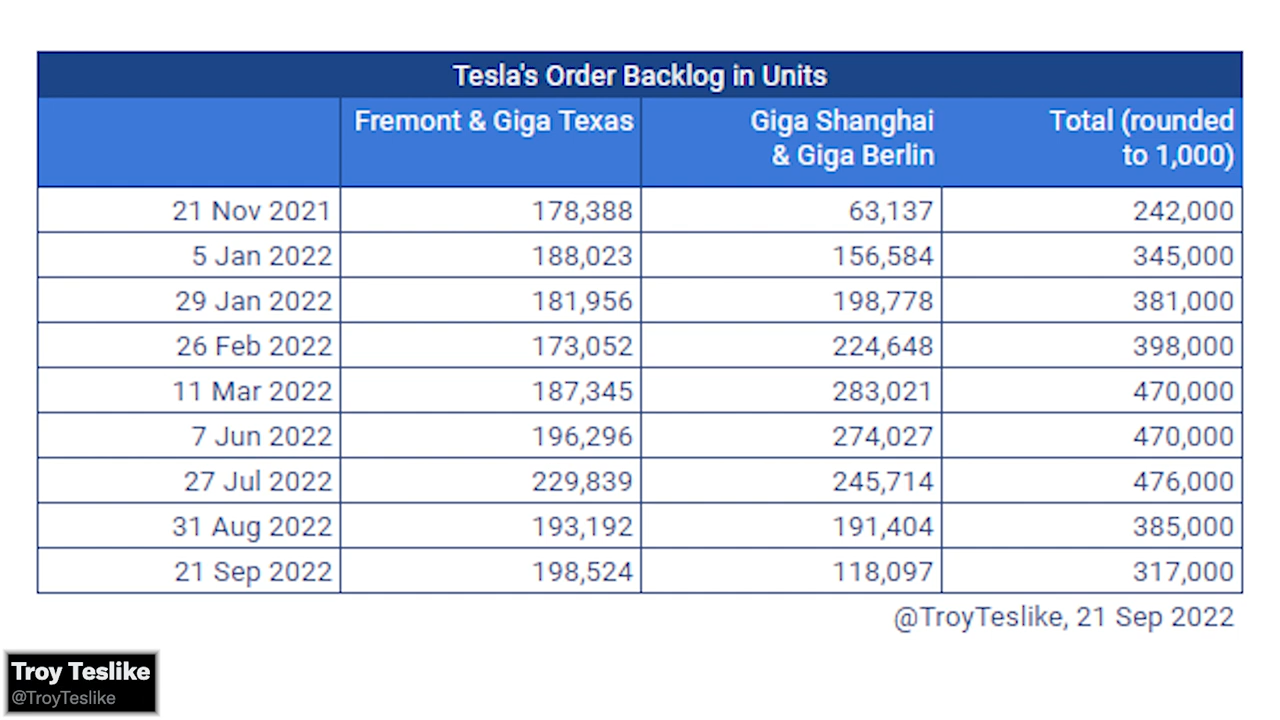 Tesla's Order Backlog in Units
Fremont & Giga Texas Giga Shanghai Total (rounded
& Giga Berlin to 1,000)
21 Nov 2021 178,388 63,137 242,000
5 Jan 2022 188,023 156,584 345,000
29 Jan 2022 181,956 198,778 381,000
26 Feb 2022 173,052 224,648 398,000
11 Mar 2022 187,345 283,021 470,000
7 Jun 2022 196,296 274,027 470,000
27 Jul 2022 229,839 245,714 476,000
31 Aug 2022 193,192 191,404 385,000
21 Sep 2022 198,524 118,097 317,000
@TroyTeslike, 21 Sep 2022
Troy Teslike
@TroyTeslike